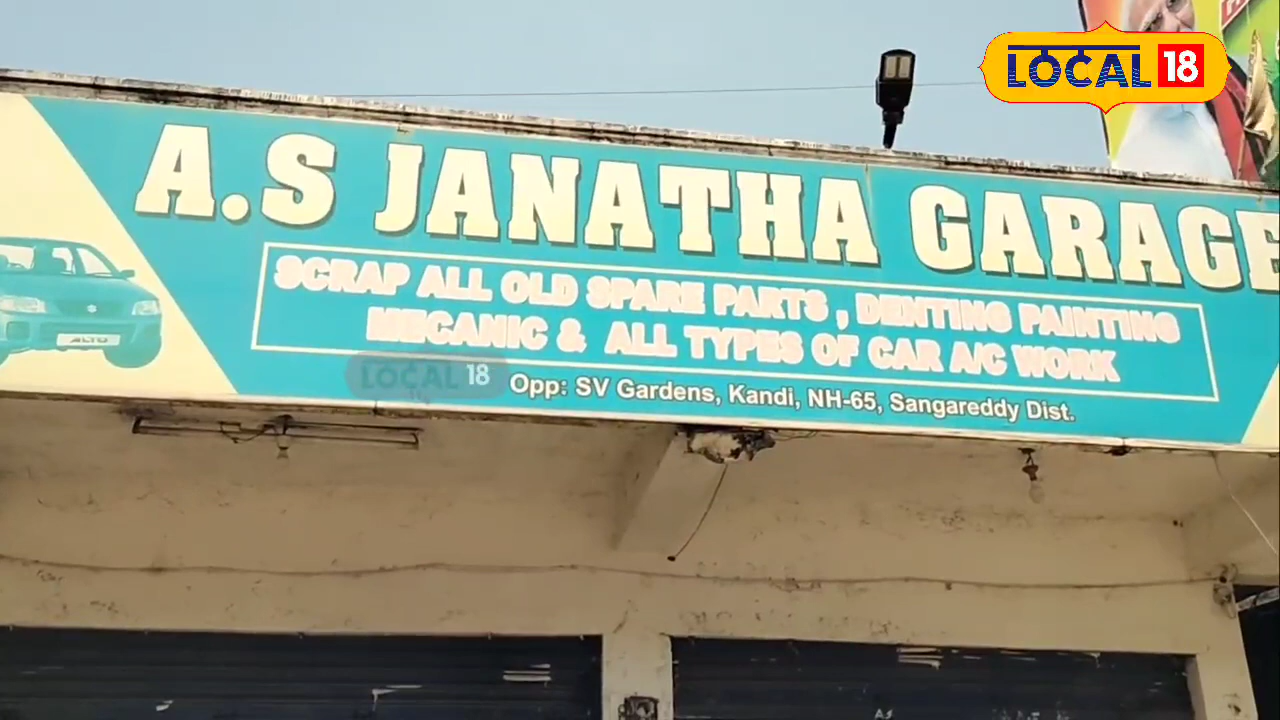 LOCAL 18
A.S JANATHA GARAGE
SCRAP ALL OLD SPARE PARTS , DENTING PAINTING
MECANIC & ALL TYPES OF CAR A/C WORK
ALTO
LOCAL 18
Opp: SV Gardens, Kandi, NH-65, Sangareddy Dist.
AS